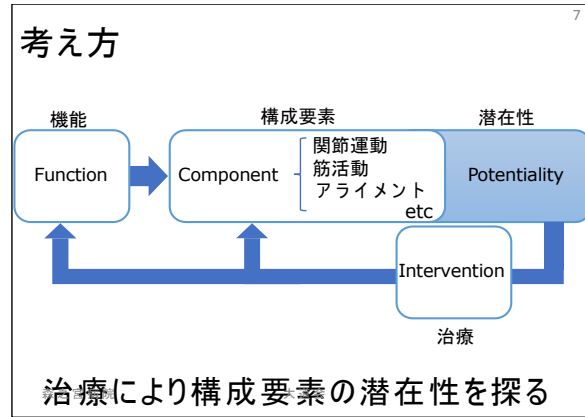 7
考え方
機能
構成要素
潜在性
Function
Component
関節運動
筋活動
アライメント
etc
Potentiality
Intervention
治療
治療により構成要素の潜在性を探る